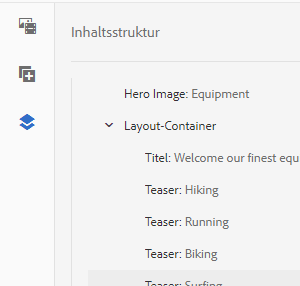 Inhaltsstruktur
Hero Image: Equipment
Layout-Container
Titel: Welcome our finest equ
Teaser: Hiking
Teaser: Running
Teaser: Biking
Teaser: Surfing